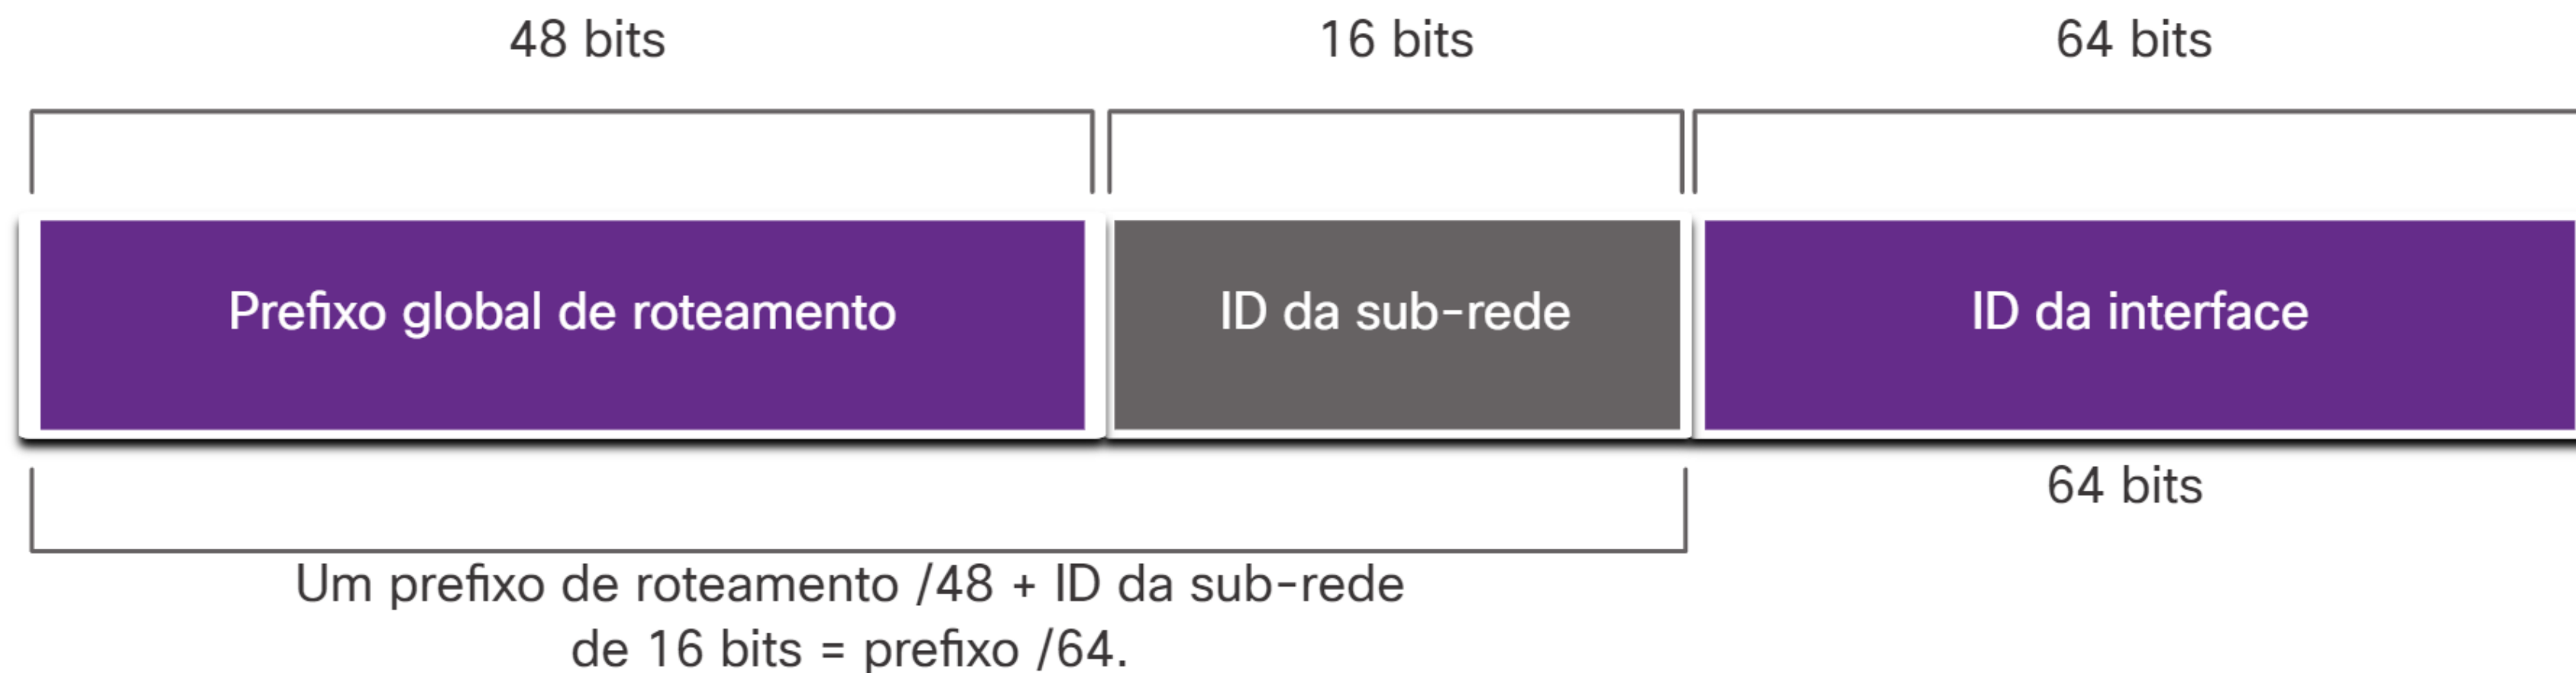 48 bits
16 bits
64 bits
Prefixo global de roteamento
ID da sub-rede
ID da interface
64 bits
Um prefixo de roteamento /48 + ID da sub-rede
de 16 bits = prefixo /64.